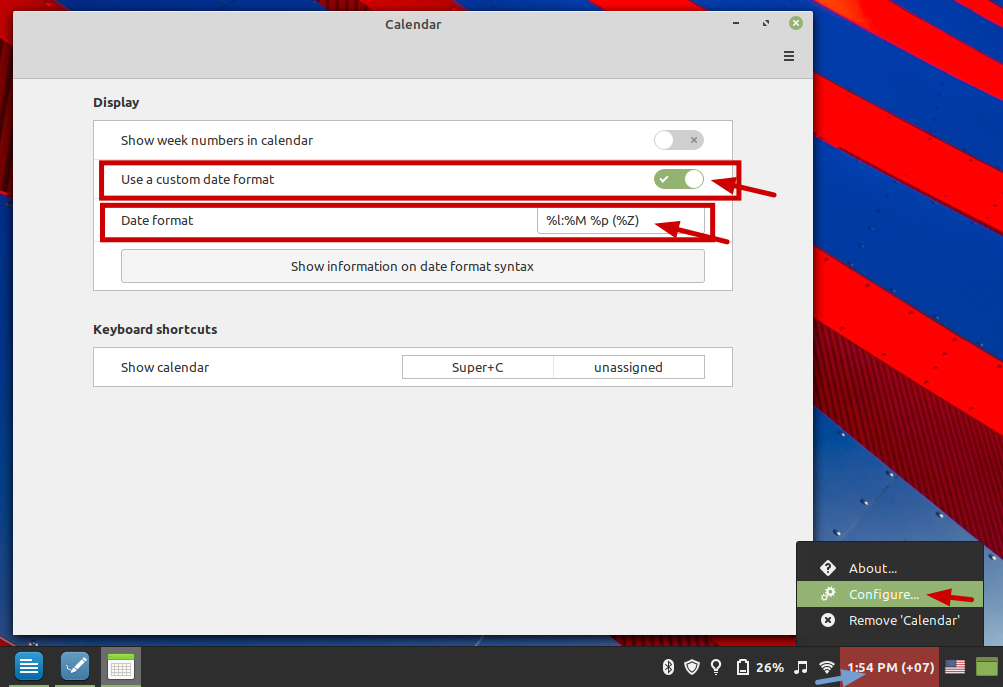 Calendar
Display
Show week numbers in calendar
Use a custom date format
Date format
%l:%M %p (%Z)
Show information on date format syntax
Keyboard shortcuts
Show calendar
Super+C
unassigned
About...
Configure...
Remove 'Calendar'
26%
1:54 PM (+07)